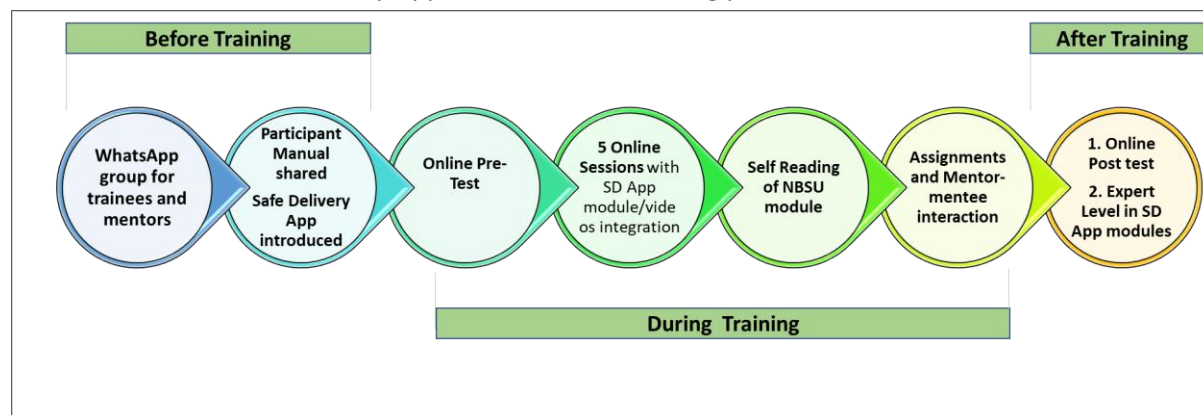 Before Training
After Training
WhatsApp
group for
trainees and
mentors
Participant
Manual
shared
Safe Delivery
App
introduced
Online Pre-
Test
5 Online
Sessions with
SD App
module/vide
os integration
Self Reading
of NBSU
module
Assignments
and Mentor-
mentee
interaction
1. Online
Post test
2. Expert
Level in SD
App modules
During Training